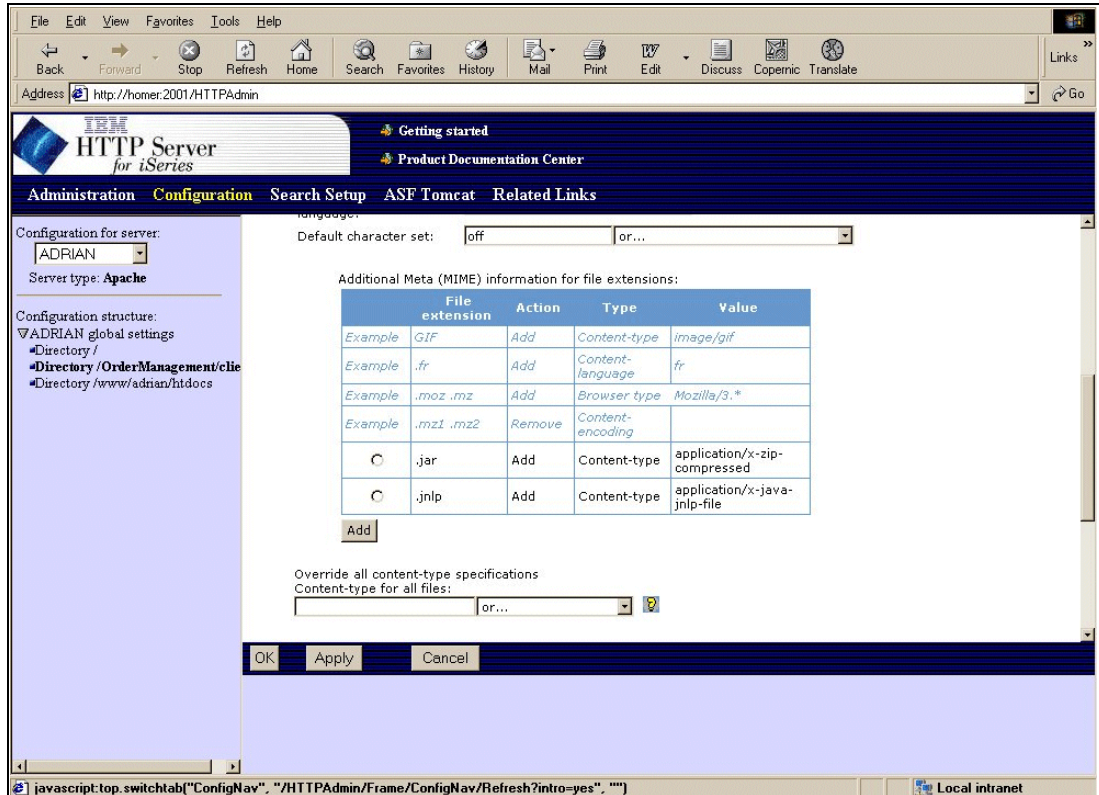 File Edit View Favorites Tools Help
Back Forward Stop Refresh Home Search Favorites History Mail Print Edit Discuss Copernic Translate Links »
Address http://homer:2001/HTTPAdmin Go
IBM
HTTP Server
for iSeries
Getting started
Product Documentation Center
Administration Configuration Search Setup ASF Tomcat Related Links
Configuration for server:
ADRIAN
Server type: Apache
Configuration structure:
ADRIAN global settings
Directory /
Directory /OrderManagement/clie
Directory /www/adrian/htdocs
language:
Default character set: off or...
Additional Meta (MIME) information for file extensions:
File extension Action Type Value
Example GIF Add Content-type image/gif
Example .fr Add Content-language fr
Example .moz .mz Add Browser type Mozilla/3.*
Example .mz1 .mz2 Remove Content-encoding
.jar Add Content-type application/x-zip-compressed
.jnlp Add Content-type application/x-java-jnlp-file
Add
Override all content-type specifications
Content-type for all files:
or...
OK Apply Cancel
javascript:top.switchtab("ConfigNav", "/HTTPAdmin/Frame/ConfigNav/Refresh?intro=yes", "") Local intranet